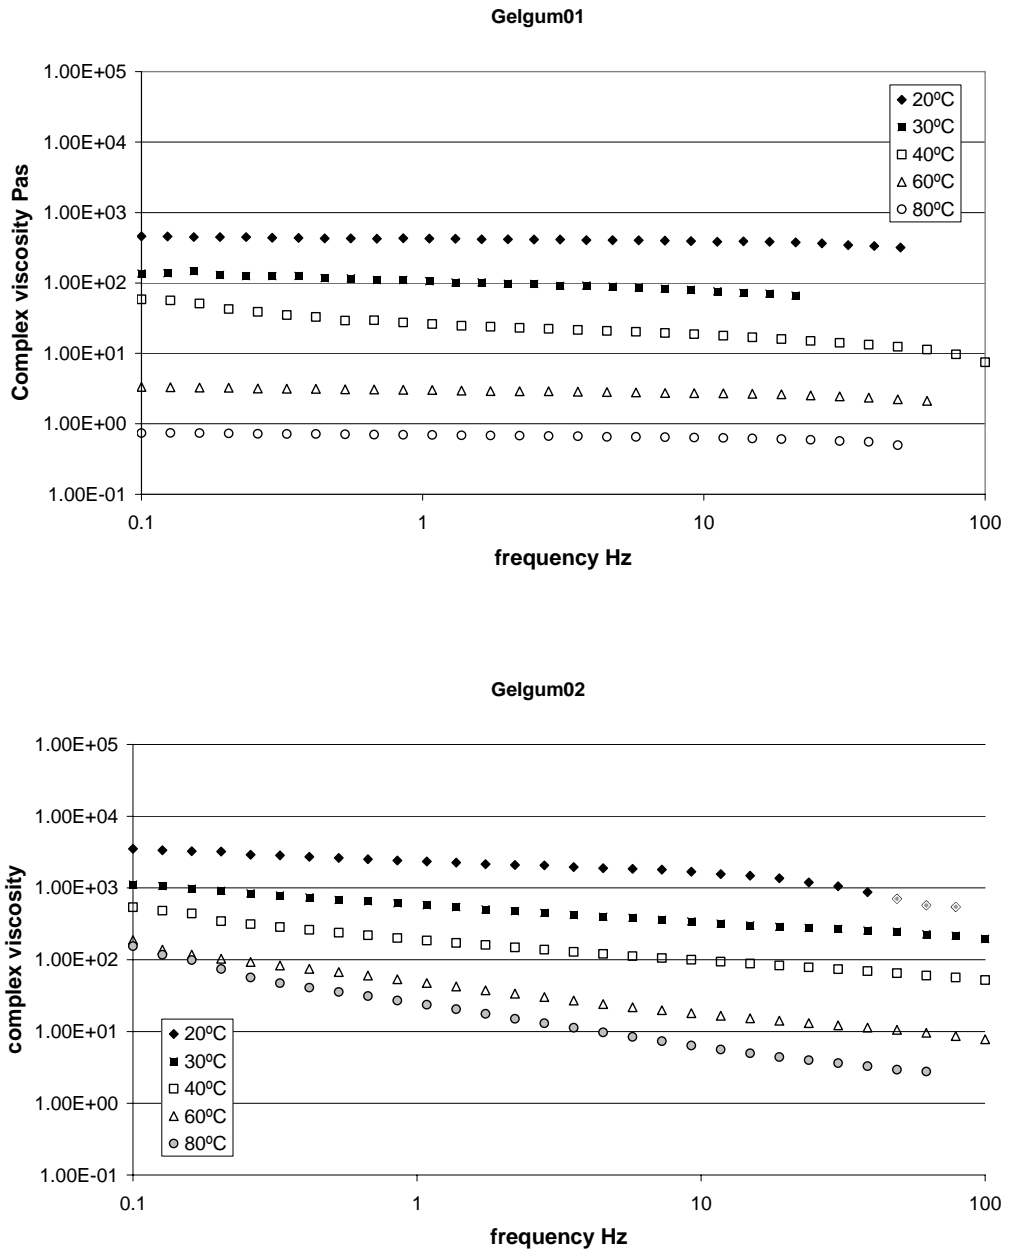 Gelgum01
1.00E+05
1.00E+04
1.00E+03
1.00E+02
1.00E+01
1.00E+00
1.00E-01
Complex viscosity Pas
20ºC
30ºC
40ºC
60ºC
80ºC
0.1
1
10
100
frequency Hz
Gelgum02
1.00E+05
1.00E+04
1.00E+03
1.00E+02
1.00E+01
1.00E+00
1.00E-01
complex viscosity
20ºC
30ºC
40ºC
60ºC
80ºC
0.1
1
10
100
frequency Hz